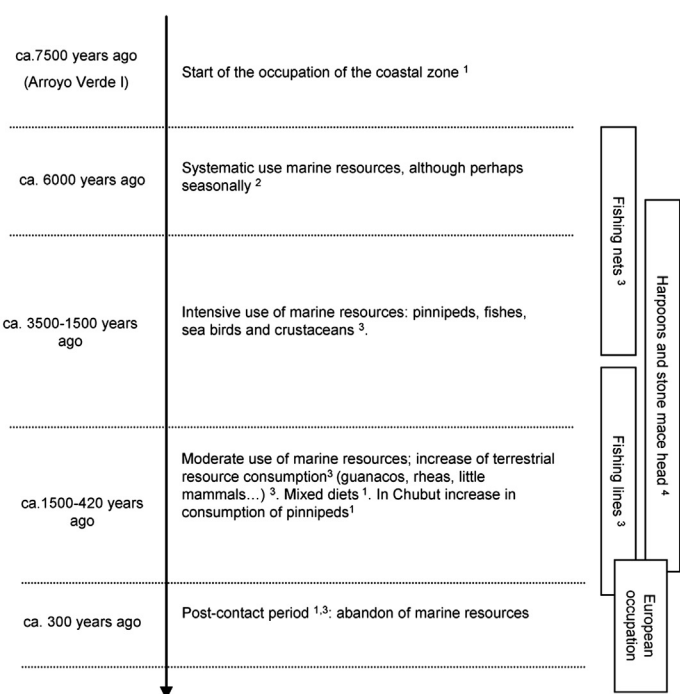 ca.7500 years ago
(Arroyo Verde I)
Start of the occupation of the coastal zone 1
ca. 6000 years ago
Systematic use marine resources, although perhaps
seasonally 2
ca. 3500-1500 years
ago
Intensive use of marine resources: pinnipeds, fishes,
sea birds and crustaceans 3.
ca.1500-420 years
ago
Moderate use of marine resources; increase of terrestrial
resource consumption3 (guanacos, rheas, little
mammals...) 3. Mixed diets 1. In Chubut increase in
consumption of pinnipeds1
ca. 300 years ago
Post-contact period 1,3: abandon of marine resources
Fishing nets 3
Harpoons and stone mace head 4
Fishing lines 3
European
occupation